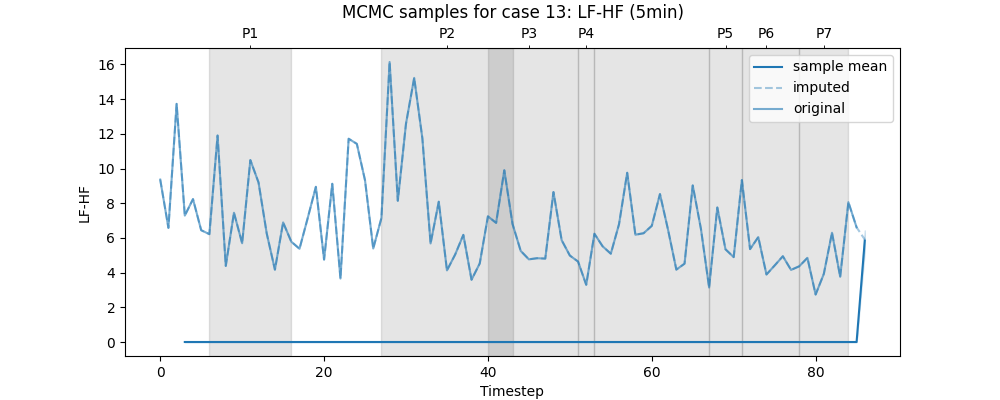 MCMC samples for case 13: LF-HF (5min)
P1 P2 P3 P4 P5 P6 P7
sample mean
imputed
original
LF-HF
16
14
12
10
8
6
4
2
0
0 20 40 60 80
Timestep